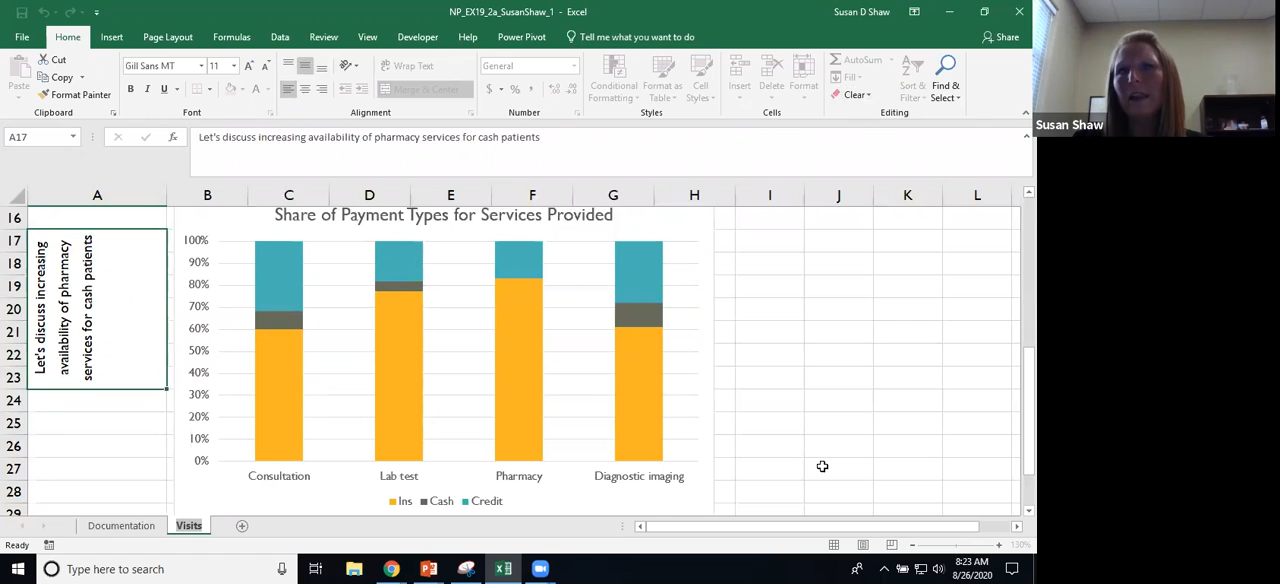 NP_EX19_2a_SusanShaw_1 - Excel
Susan D Shaw
File Home Insert Page Layout Formulas Data Review View Developer Help Power Pivot Tell me what you want to do Share
Paste
Cut
Copy
Format Painter
Clipboard
Gill Sans MT 11
B I U
Font
Wrap Text
Merge & Center
Alignment
General
$ % ,
Number
Conditional Formatting
Format as Table
Cell Styles
Styles
Insert Delete Format
Cells
AutoSum
Fill
Clear
Sort & Filter
Find & Select
Editing
Susan Shaw
A17
fx
Let's discuss increasing availability of pharmacy services for cash patients
A B C D E F G H I J K L
16
17
18
19
20
21
22
23
24
25
26
27
28
29
Let's discuss increasing
availability of pharmacy
services for cash patients
Share of Payment Types for Services Provided
100%
90%
80%
70%
60%
50%
40%
30%
20%
10%
0%
Consultation Lab test Pharmacy Diagnostic imaging
Ins Cash Credit
Documentation Visits
Ready
130%
Type here to search
8:23 AM
8/26/2020